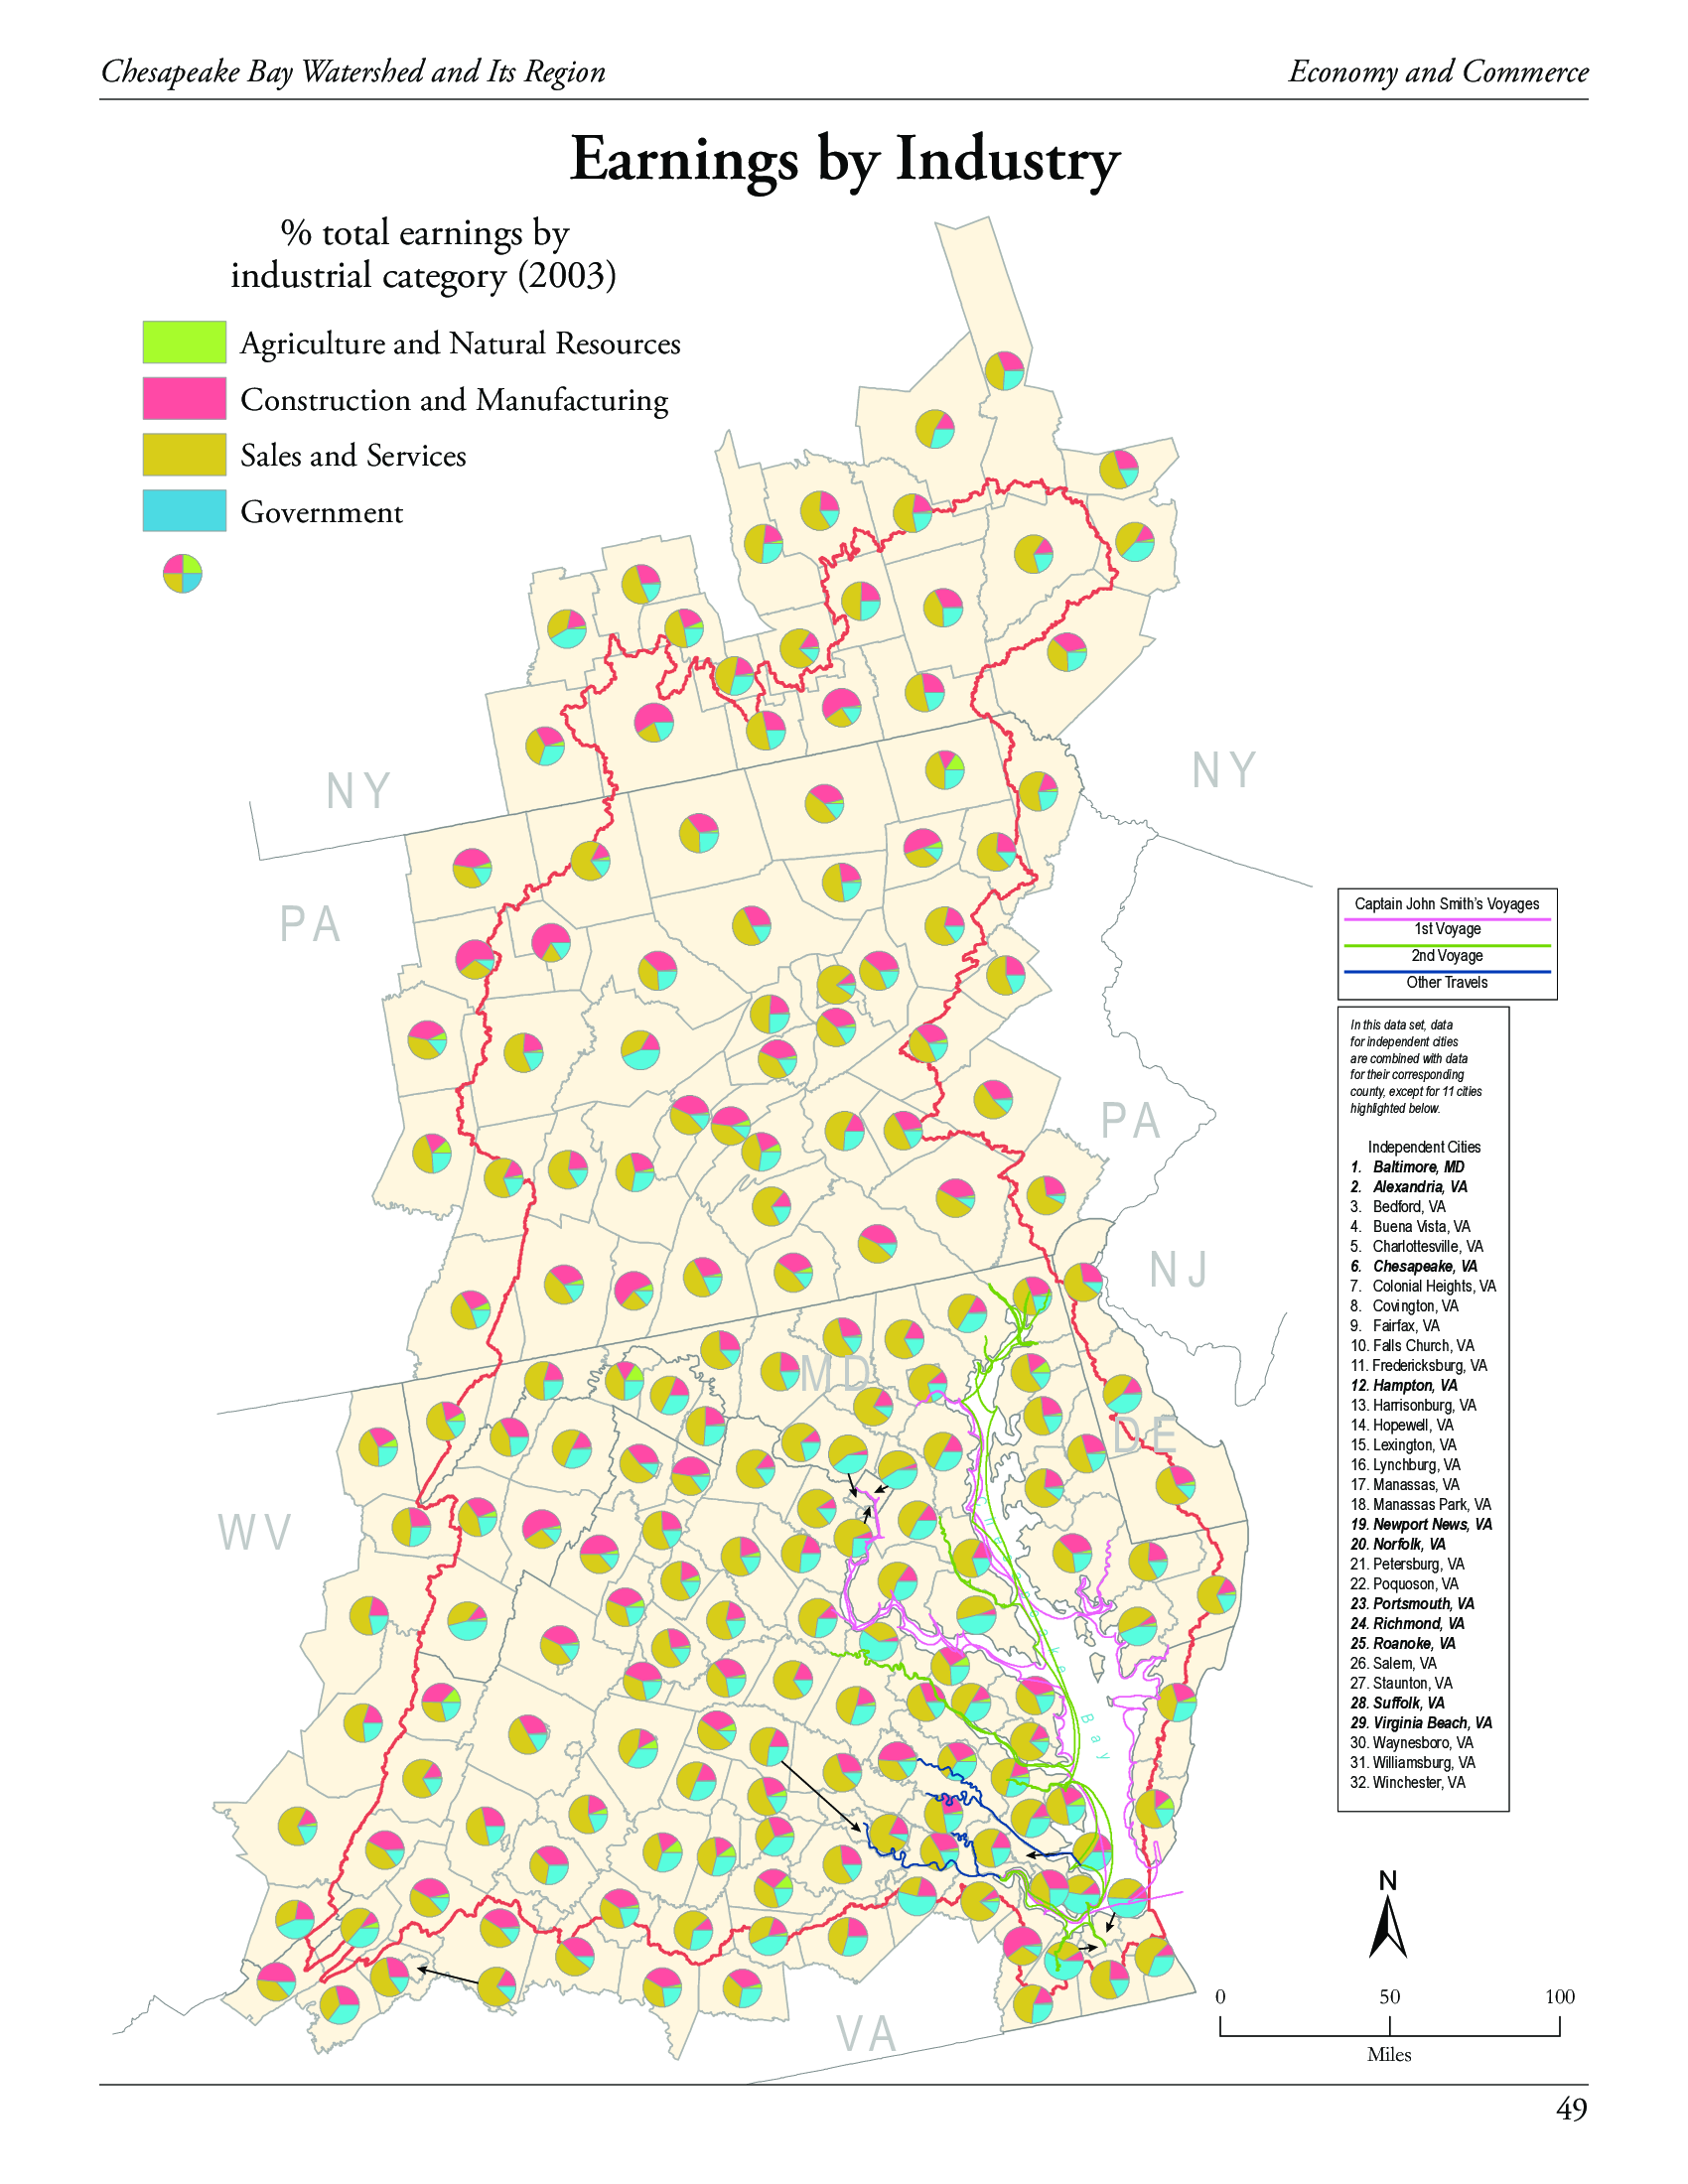 Chesapeake Bay Watershed and Its Region
Economy and Commerce
Earnings by Industry
% total earnings by
industrial category (2003)
Agriculture and Natural Resources
Construction and Manufacturing
Sales and Services
Government
NY
NY
PA
PA
NJ
MD
DE
WV
VA
Chesapeake Bay
Captain John Smith's Voyages
1st Voyage
2nd Voyage
Other Travels
In this data set, data
for independent cities
are combined with data
for their corresponding
county, except for 11 cities
highlighted below.
Independent Cities
1. Baltimore, MD
2. Alexandria, VA
3. Bedford, VA
4. Buena Vista, VA
5. Charlottesville, VA
6. Chesapeake, VA
7. Colonial Heights, VA
8. Covington, VA
9. Fairfax, VA
10. Falls Church, VA
11. Fredericksburg, VA
12. Hampton, VA
13. Harrisonburg, VA
14. Hopewell, VA
15. Lexington, VA
16. Lynchburg, VA
17. Manassas, VA
18. Manassas Park, VA
19. Newport News, VA
20. Norfolk, VA
21. Petersburg, VA
22. Poquoson, VA
23. Portsmouth, VA
24. Richmond, VA
25. Roanoke, VA
26. Salem, VA
27. Staunton, VA
28. Suffolk, VA
29. Virginia Beach, VA
30. Waynesboro, VA
31. Williamsburg, VA
32. Winchester, VA
N
0 50 100
Miles
49